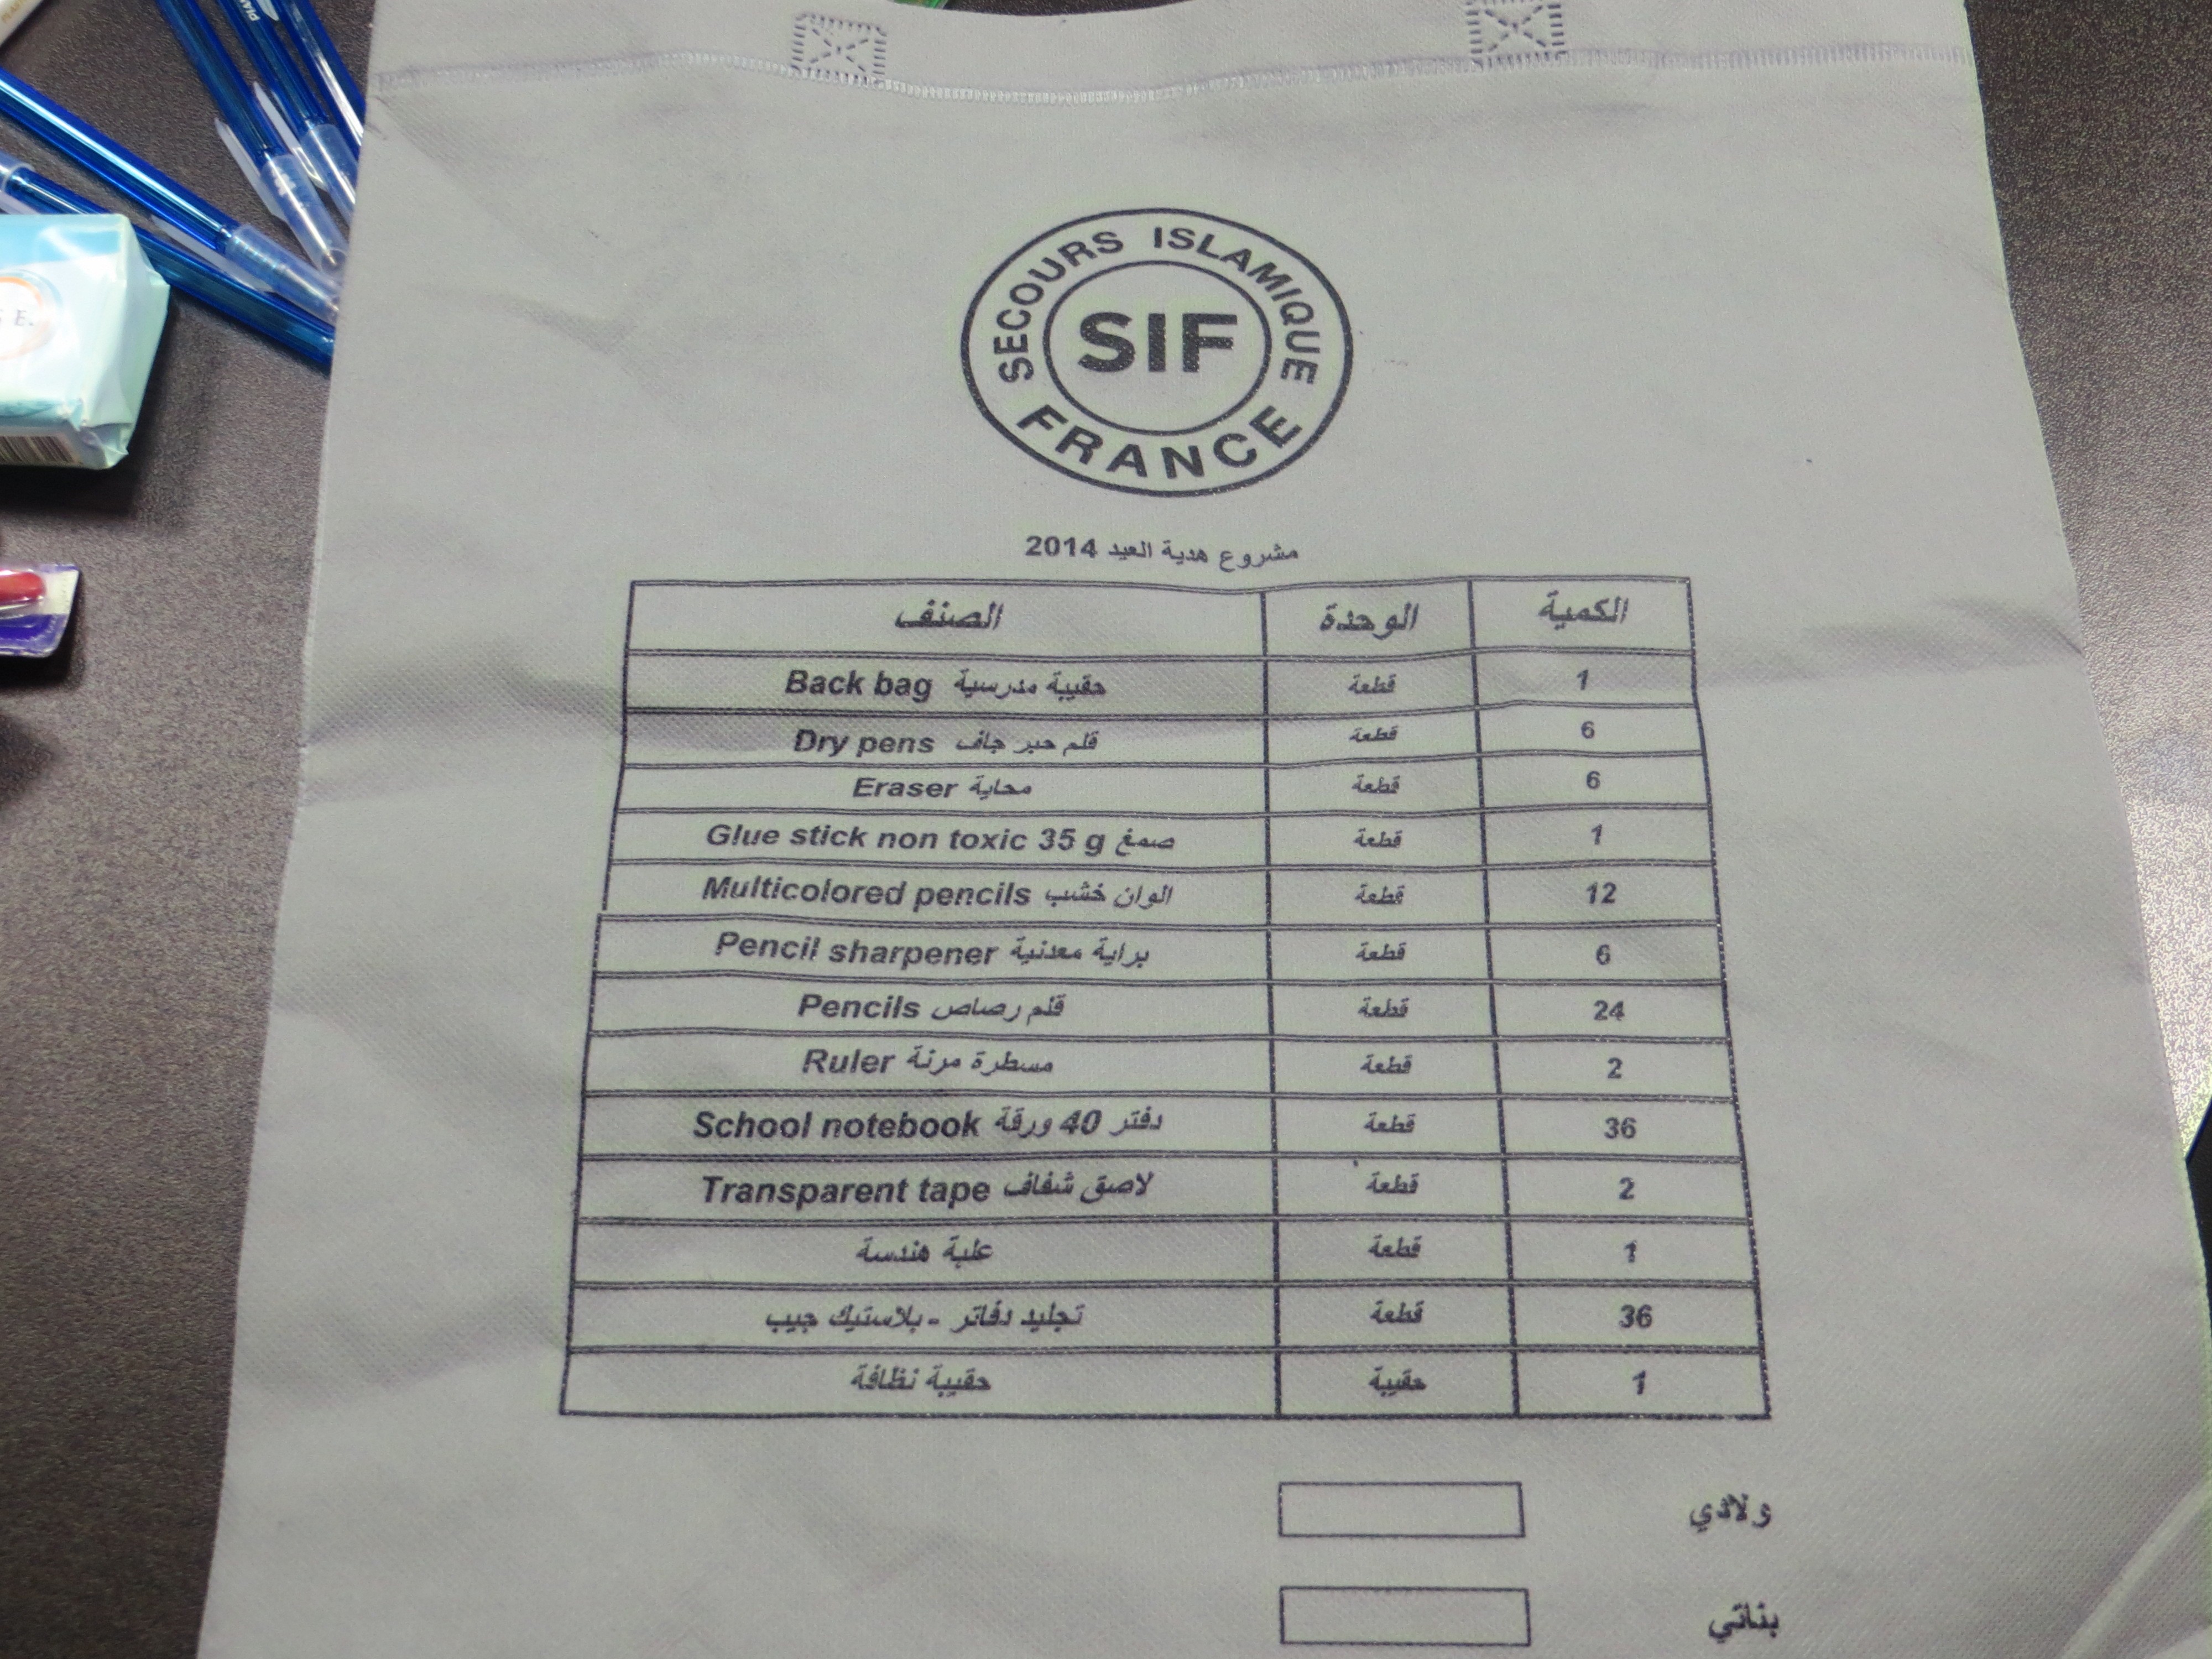 PIAN
S E.
SECOURS ISLAMIQUE
SIF
FRANCE
مشروع هدية العيد 2014
الصنف الوحدة الكمية
Back bag حقيبة مدرسية قطعة 1
Dry pens قلم حبر جاف قطعة 6
Eraser محاية قطعة 6
Glue stick non toxic 35 g صمغ قطعة 1
Multicolored pencils الوان خشب قطعة 12
Pencil sharpener براية معدنية قطعة 6
Pencils قلم رصاص قطعة 24
Ruler مسطرة مرنة قطعة 2
School notebook دفتر 40 ورقة قطعة 36
Transparent tape لاصق شفاف قطعة 2
علبة هندسة قطعة 1
تجليد دفاتر - بلاستيك جيب قطعة 36
حقيبة نظافة حقيبة 1
ولادي
بناتي